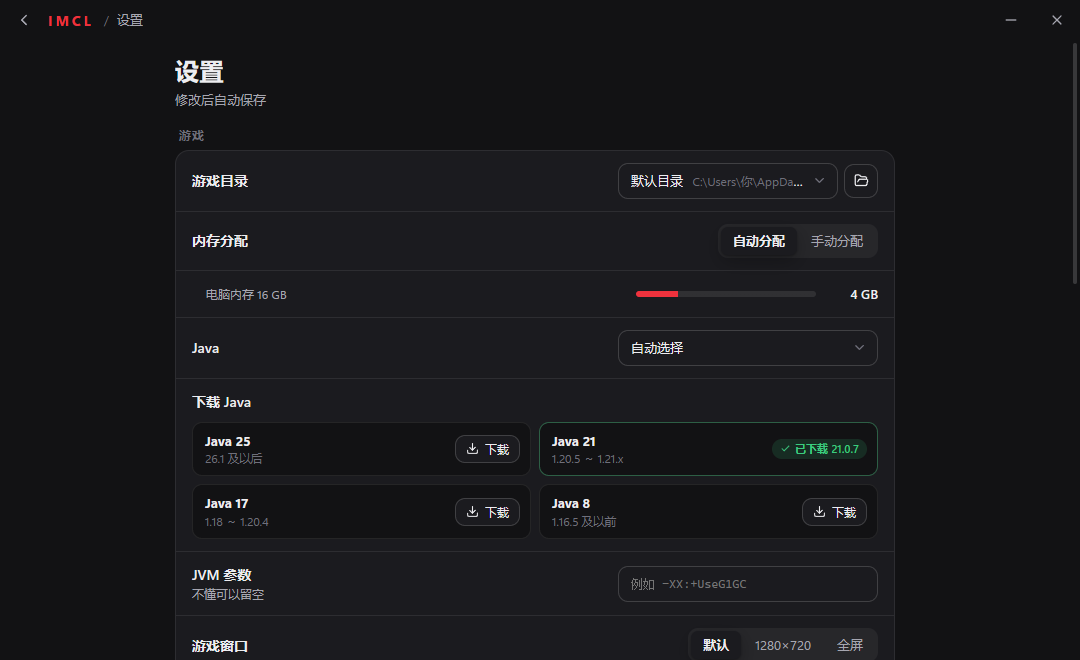 IMCL / 设置
设置
修改后自动保存
游戏
游戏目录
默认目录 C:\Users\你\AppDa...
内存分配
自动分配 手动分配
电脑内存 16 GB
4 GB
Java
自动选择
下载 Java
Java 25
26.1 及以后
下载
Java 21
1.20.5 ~ 1.21.x
已下载 21.0.7
Java 17
1.18 ~ 1.20.4
下载
Java 8
1.16.5 及以前
下载
JVM 参数
不懂可以留空
例如 -XX:+UseG1GC
游戏窗口
默认 1280×720 全屏